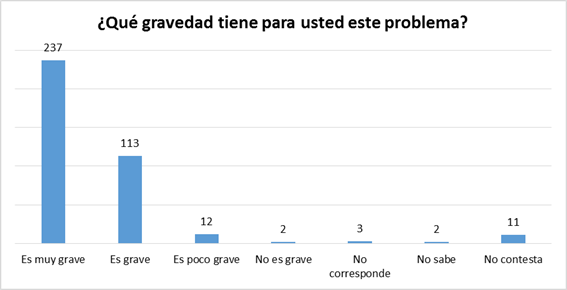 ¿Qué gravedad tiene para usted este problema?
237
113
12
2
3
2
11
Es muy grave
Es grave
Es poco grave
No es grave
No
corresponde
No sabe
No contesta